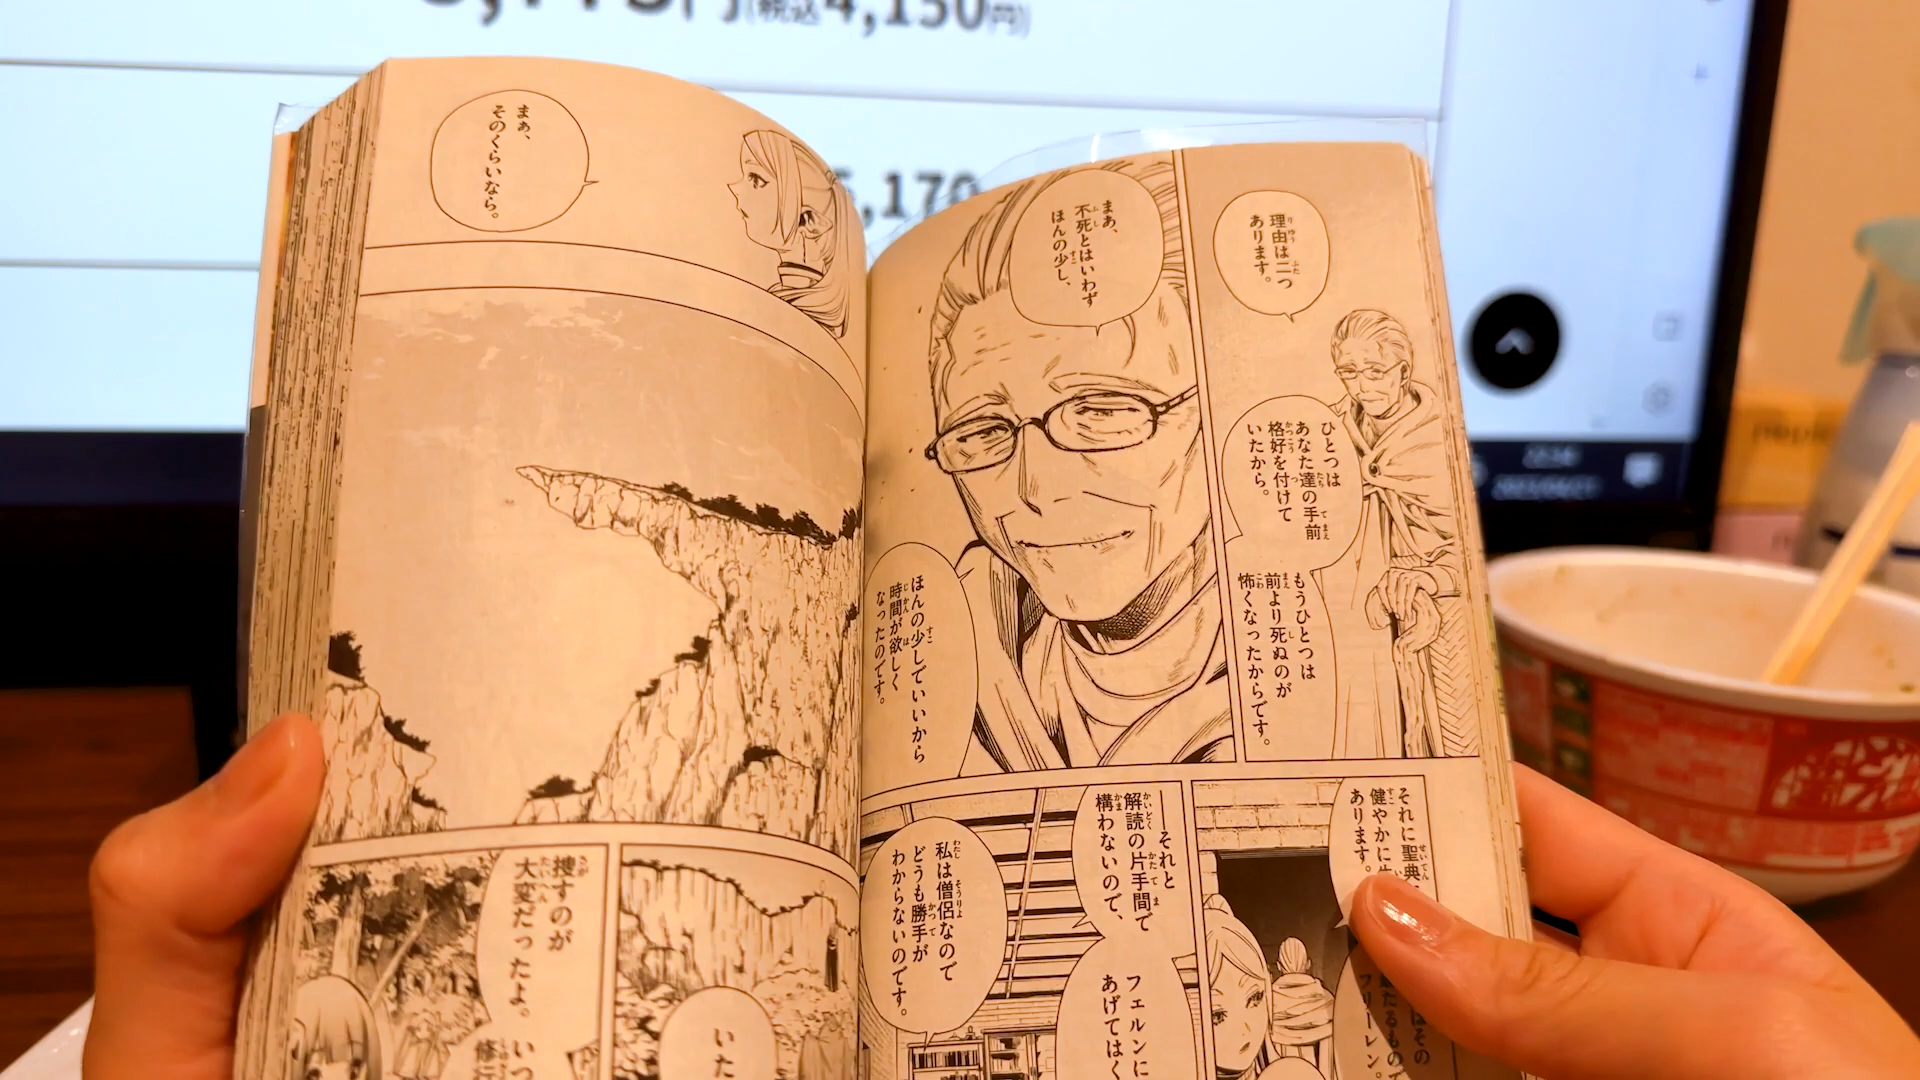 理由は二つ
あります。
ひとつは
あなた達の手前
格好を付けて
いたから。
もうひとつは
前より死ぬのが
怖くなったからです。
まあ、
不死とはいわず
ほんの少し、
ほんの少しでいいから
時間が欲しく
なったのです。
それに聖典
健やかに
あります。
フリーレン。
──それと
解読の片手間で
構わないので、
フェルンに
あげてはく
私は僧侶なので
どうも勝手が
わからないのです。
まぁ、
そのくらいなら。
いた
捜すのが
大変だったよ。
いつ
修行
4,150
,170